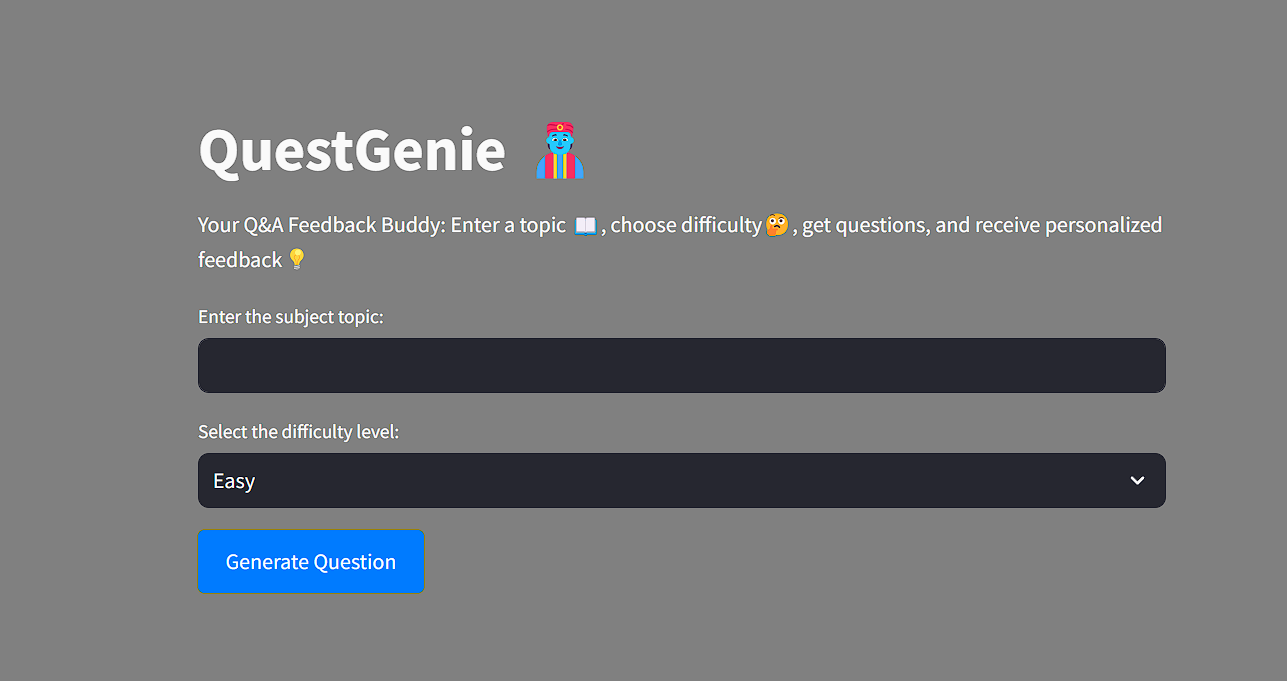 QuestGenie 🧞
Your Q&A Feedback Buddy: Enter a topic 📖, choose difficulty🤔, get questions, and receive personalized
feedback 💡
Enter the subject topic:
Select the difficulty level:
Easy
Generate Question